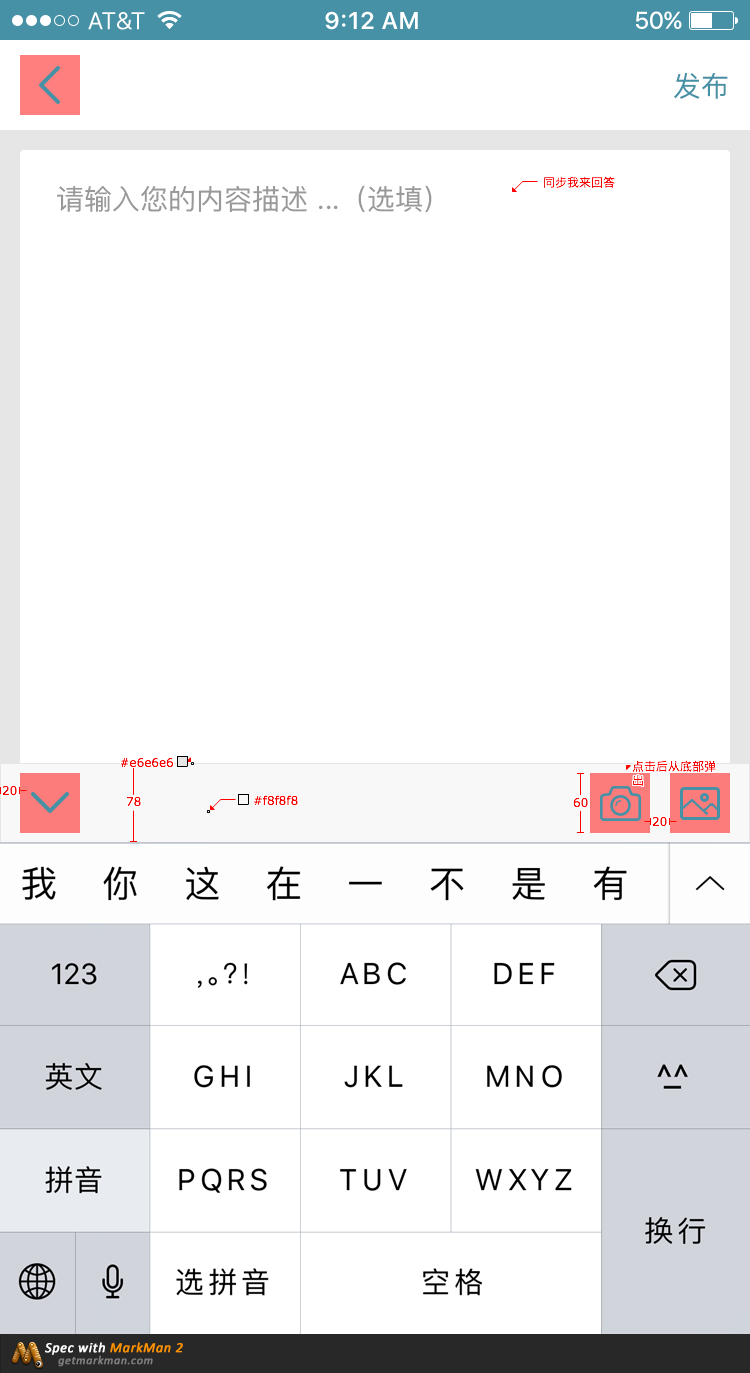 AT&T 9:12 AM 50%
发布
请输入您的内容描述 ...（选填）
同步我来回答
#e6e6e6
点击后从底部弹
出
20
78
#f8f8f8
60
20
我 你 这 在 一 不 是 有
123 ,。?! ABC DEF
英文 GHI JKL MNO ^^
拼音 PQRS TUV WXYZ
换行
选拼音 空格
Spec with MarkMan 2
getmarkman.com